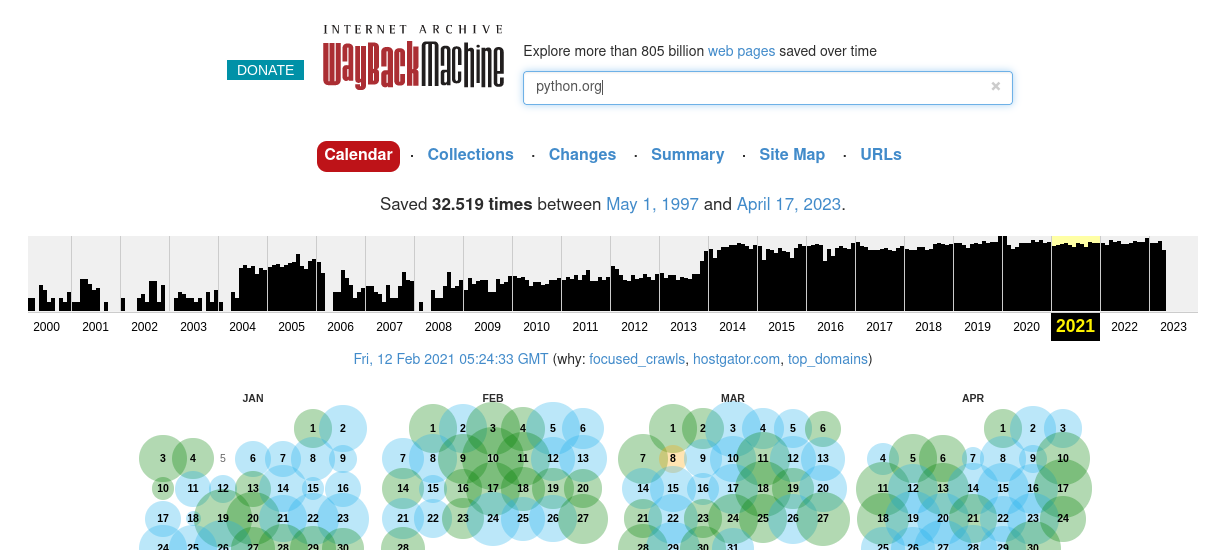 INTERNET ARCHIVE
WayBackMachine
DONATE
Explore more than 805 billion web pages saved over time
python.org
Calendar · Collections · Changes · Summary · Site Map · URLs
Saved 32.519 times between May 1, 1997 and April 17, 2023.
2000 2001 2002 2003 2004 2005 2006 2007 2008 2009 2010 2011 2012 2013 2014 2015 2016 2017 2018 2019 2020 2021 2022 2023
Fri, 12 Feb 2021 05:24:33 GMT (why: focused_crawls, hostgator.com, top_domains)
JAN
1 2
3 4 5 6 7 8 9
10 11 12 13 14 15 16
17 18 19 20 21 22 23
24 25 26 27 28 29 30
FEB
1 2 3 4 5 6
7 8 9 10 11 12 13
14 15 16 17 18 19 20
21 22 23 24 25 26 27
28
MAR
1 2 3 4 5 6
7 8 9 10 11 12 13
14 15 16 17 18 19 20
21 22 23 24 25 26 27
28 29 30 31
APR
1 2 3
4 5 6 7 8 9 10
11 12 13 14 15 16 17
18 19 20 21 22 23 24
25 26 27 28 29 30